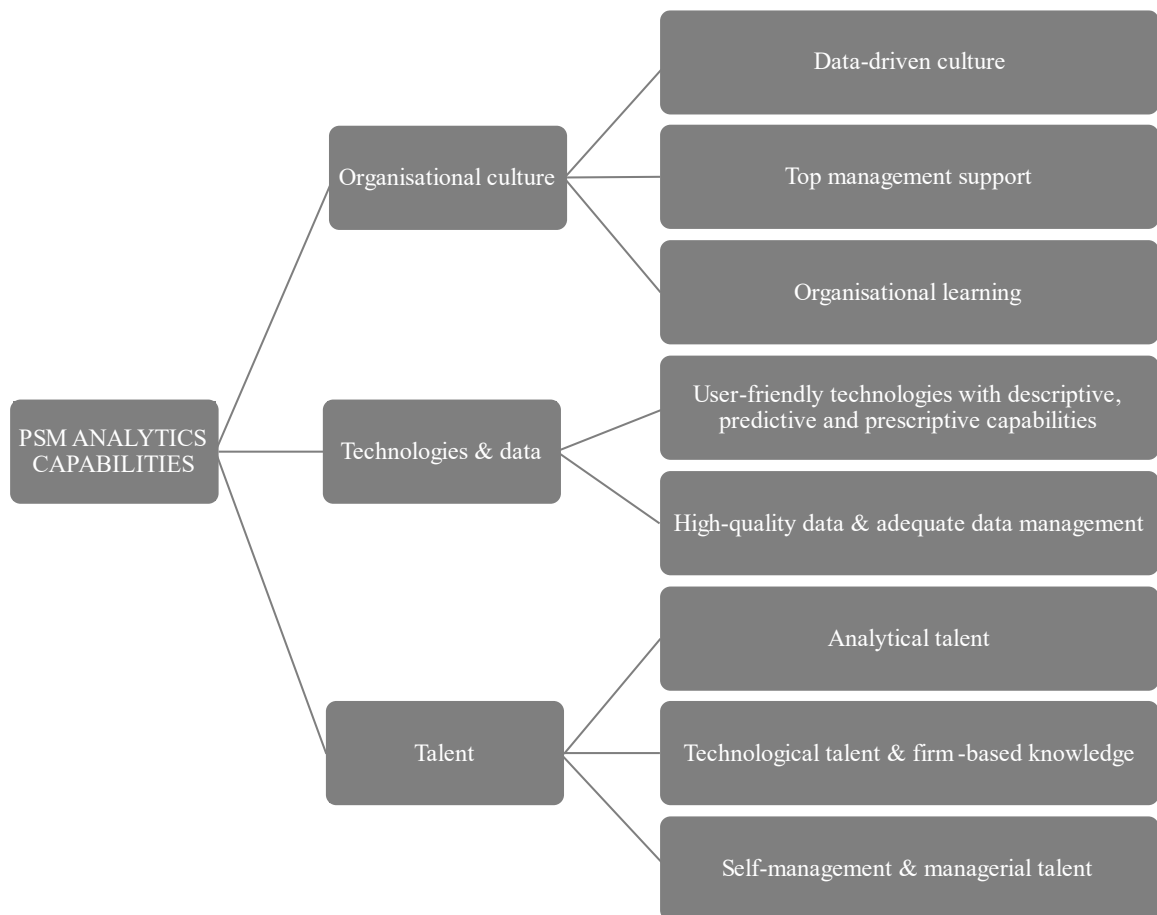 Data-driven culture
Organisational culture
Top management support
Organisational learning
PSM ANALYTICS
CAPABILITIES
Technologies & data
User-friendly technologies with descriptive,
predictive and prescriptive capabilities
High-quality data & adequate data management
Talent
Analytical talent
Technological talent & firm-based knowledge
Self-management & managerial talent